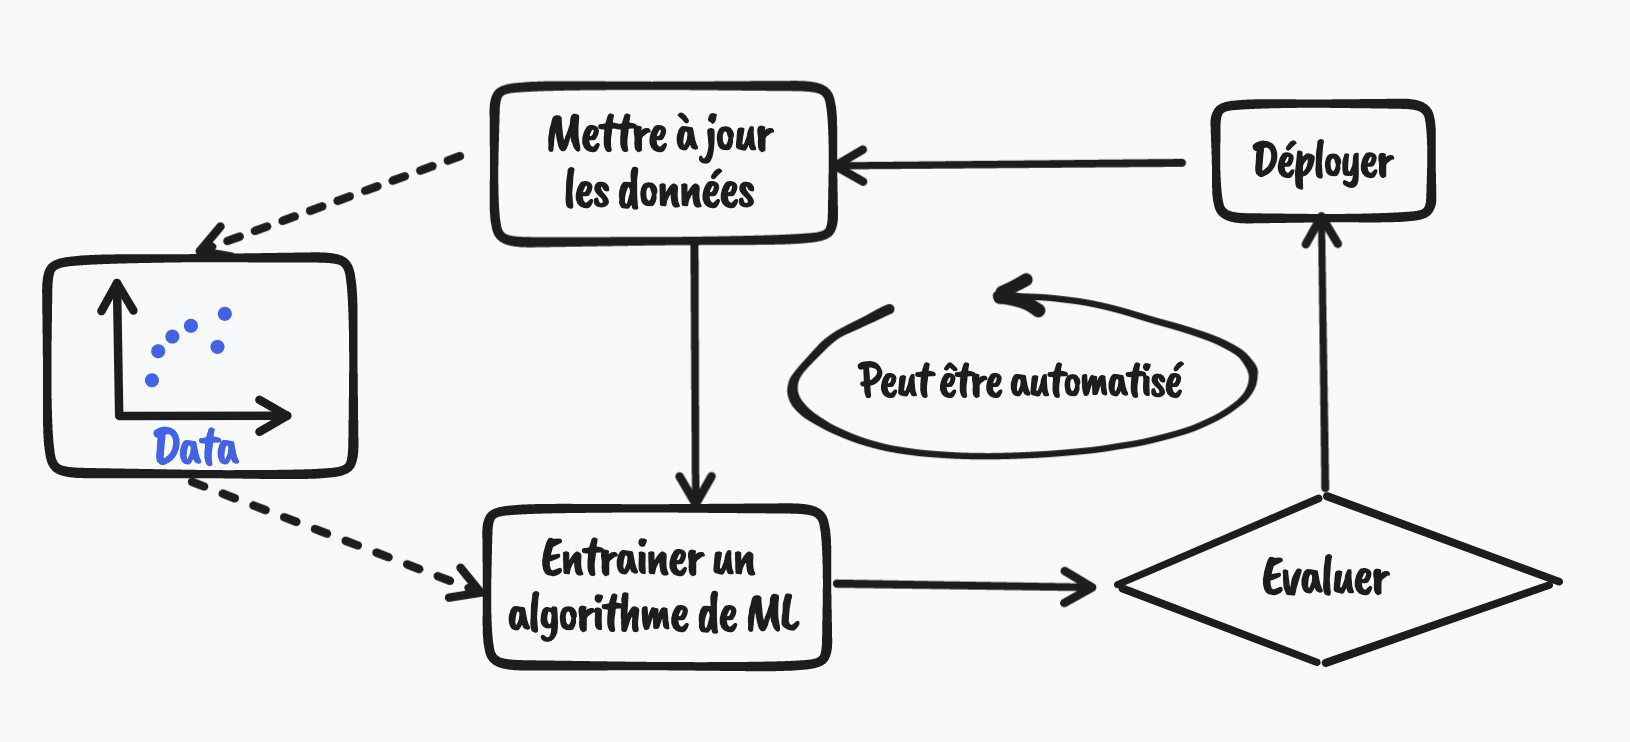 Mettre à jour
les données
Déployer
Peut être automatisé
Data
Entrainer un
algorithme de ML
Evaluer